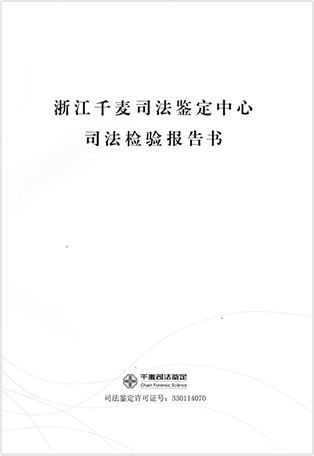 浙江千麦司法鉴定中心
司法检验报告书
千麦司法鉴定
Chain Forensic Science
司法鉴定许可证号：330114070